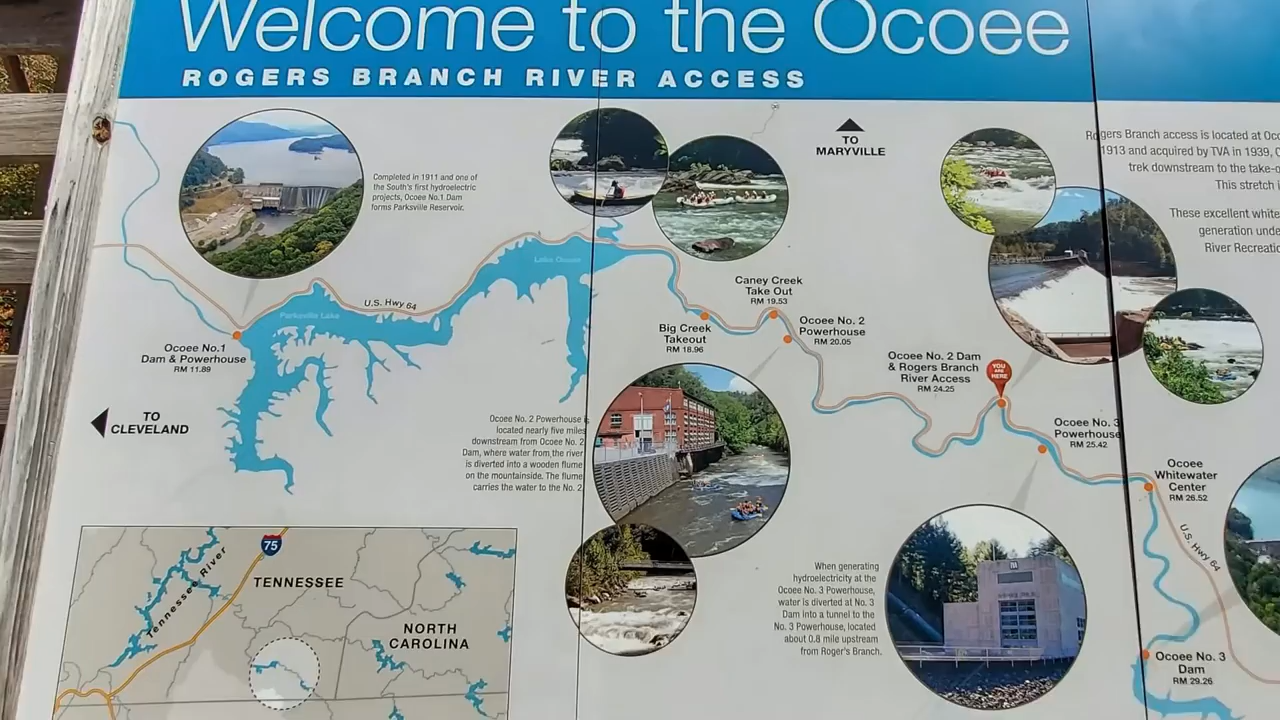 Welcome to the Ocoee
ROGERS BRANCH RIVER ACCESS
Completed in 1911 and one of
the South's first hydroelectric
projects, Ocoee No.1 Dam
forms Parksville Reservoir.
TO
MARYVILLE
Rogers Branch access is located at Oc
1913 and acquired by TVA in 1939,
trek downstream to the take-o
This stretch
These excellent white
generation unde
River Recreatio
Lake Ocoee
U.S. Hwy 64
Parksville Lake
Ocoee No.1
Dam & Powerhouse
RM 11.89
TO
CLEVELAND
Caney Creek
Take Out
RM 19.53
Big Creek
Takeout
RM 18.96
Ocoee No. 2
Powerhouse
RM 20.05
Ocoee No. 2 Dam
& Rogers Branch
River Access
RM 24.25
YOU
ARE
HERE
Ocoee No. 3
Powerhouse
RM 25.42
Ocoee
Whitewater
Center
RM 26.52
U.S. Hwy 64
Ocoee No. 3
Dam
RM 29.26
Ocoee No. 2 Powerhouse is
located nearly five miles
downstream from Ocoee No. 2
Dam, where water from the river
is diverted into a wooden flume
on the mountainside. The flume
carries the water to the No. 2
When generating
hydroelectricity at the
Ocoee No. 3 Powerhouse,
water is diverted at No. 3
Dam into a tunnel to the
No. 3 Powerhouse, located
about 0.8 mile upstream
from Roger's Branch.
75
Tennessee River
TENNESSEE
NORTH
CAROLINA